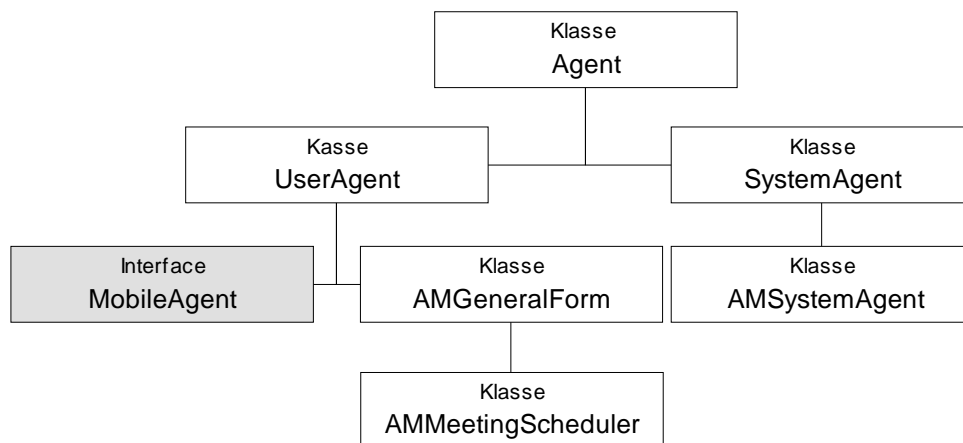 Klasse
Agent
Kasse
UserAgent
Klasse
SystemAgent
Interface
MobileAgent
Klasse
AMGeneralForm
Klasse
AMSystemAgent
Klasse
AMMeetingScheduler